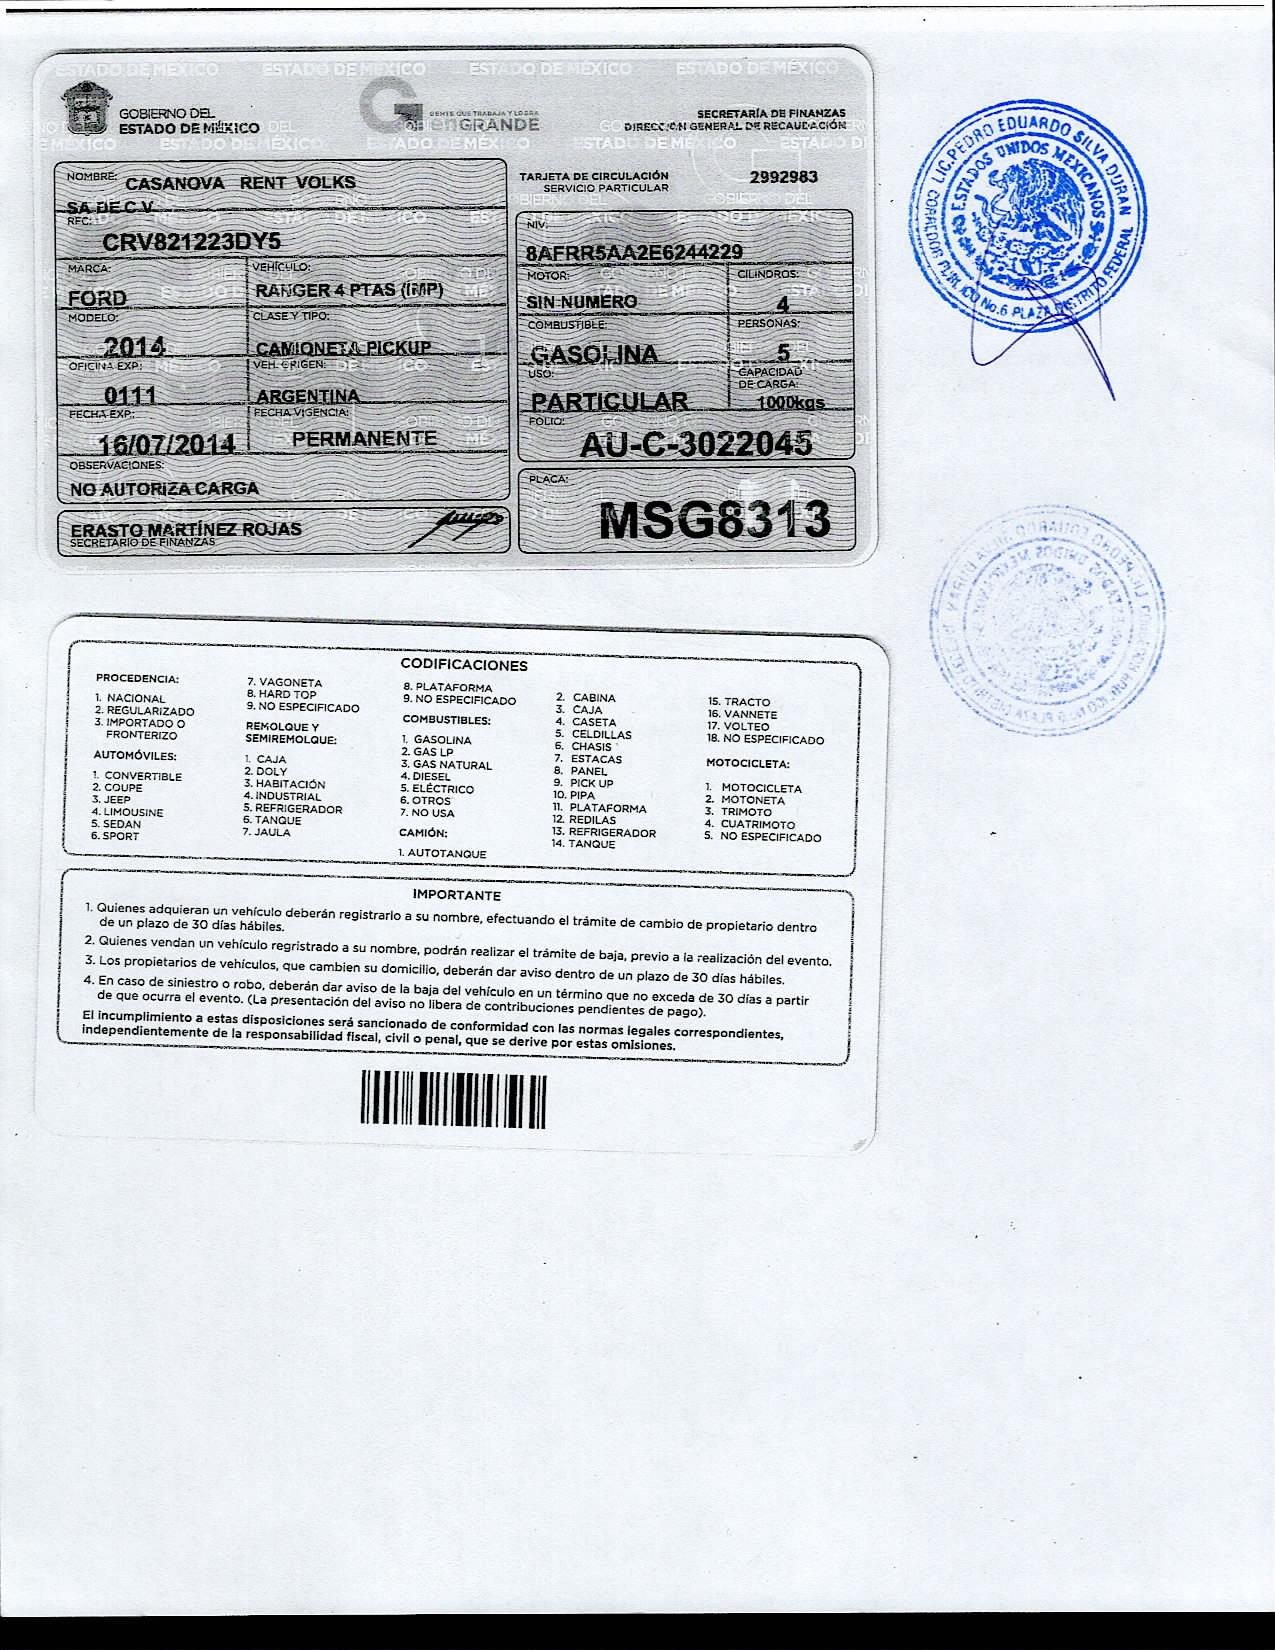 GOBIERNO DEL
ESTADO DE MÉXICO
GENTE QUE TRABAJA Y LOGRA
enGRANDE
SECRETARÍA DE FINANZAS
DIRECCIÓN GENERAL DE RECAUDACIÓN
TARJETA DE CIRCULACIÓN
SERVICIO PARTICULAR
2992983
NOMBRE: CASANOVA RENT VOLKS
SA DE C V
RFC:
CRV821223DY5
MARCA:
FORD
VEHÍCULO:
RANGER 4 PTAS (IMP)
MODELO:
2014
CLASE Y TIPO:
CAMIONETA PICKUP
OFICINA EXP.:
0111
VEH. ORIGEN:
ARGENTINA
FECHA EXP.:
16/07/2014
FECHA VIGENCIA:
PERMANENTE
OBSERVACIONES:
NO AUTORIZA CARGA
ERASTO MARTÍNEZ ROJAS
SECRETARIO DE FINANZAS
NIV:
8AFRR5AA2E6244229
MOTOR:
SIN NUMERO
CILINDROS:
4
COMBUSTIBLE:
GASOLINA
PERSONAS:
5
USO:
PARTICULAR
CAPACIDAD
DE CARGA:
1000kgs
FOLIO:
AU-C-3022045
PLACA:
MSG8313
CORREDOR LIC. PEDRO EDUARDO SILVA DURAN
ESTADOS UNIDOS MEXICANOS
PUBLICO No.6 PLAZA DISTRITO FEDERAL
CODIFICACIONES
PROCEDENCIA:
1. NACIONAL
2. REGULARIZADO
3. IMPORTADO O
FRONTERIZO
AUTOMÓVILES:
1. CONVERTIBLE
2. COUPE
3. JEEP
4. LIMOUSINE
5. SEDAN
6. SPORT
7. VAGONETA
8. HARD TOP
9. NO ESPECIFICADO
REMOLQUE Y
SEMIREMOLQUE:
1. CAJA
2. DOLY
3. HABITACIÓN
4. INDUSTRIAL
5. REFRIGERADOR
6. TANQUE
7. JAULA
8. PLATAFORMA
9. NO ESPECIFICADO
COMBUSTIBLES:
1. GASOLINA
2. GAS LP
3. GAS NATURAL
4. DIESEL
5. ELÉCTRICO
6. OTROS
7. NO USA
CAMIÓN:
1. AUTOTANQUE
2. CABINA
3. CAJA
4. CASETA
5. CELDILLAS
6. CHASIS
7. ESTACAS
8. PANEL
9. PICK UP
10. PIPA
11. PLATAFORMA
12. REDILAS
13. REFRIGERADOR
14. TANQUE
15. TRACTO
16. VANNETE
17. VOLTEO
18. NO ESPECIFICADO
MOTOCICLETA:
1. MOTOCICLETA
2. MOTONETA
3. TRIMOTO
4. CUATRIMOTO
5. NO ESPECIFICADO
IMPORTANTE
1. Quienes adquieran un vehículo deberán registrarlo a su nombre, efectuando el trámite de cambio de propietario dentro
de un plazo de 30 días hábiles.
2. Quienes vendan un vehículo regristrado a su nombre, podrán realizar el trámite de baja, previo a la realización del evento.
3. Los propietarios de vehículos, que cambien su domicilio, deberán dar aviso dentro de un plazo de 30 días hábiles.
4. En caso de siniestro o robo, deberán dar aviso de la baja del vehículo en un término que no exceda de 30 días a partir
de que ocurra el evento. (La presentación del aviso no libera de contribuciones pendientes de pago).
El incumplimiento a estas disposiciones será sancionado de conformidad con las normas legales correspondientes,
independientemente de la responsabilidad fiscal, civil o penal, que se derive por estas omisiones.